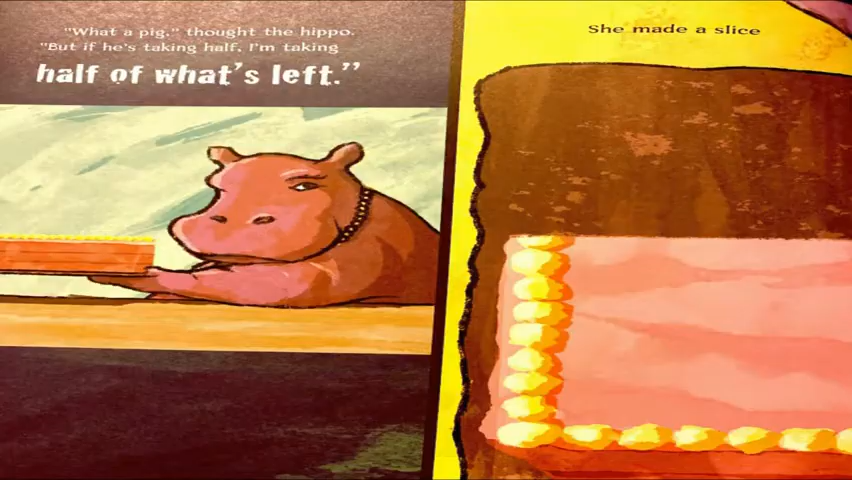 "What a pig," thought the hippo.
"But if he's taking half, I'm taking
half of what's left."
She made a slice